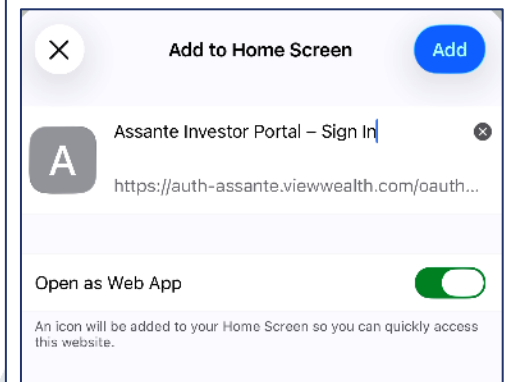 Add to Home Screen
Add
Assante Investor Portal – Sign In
A
https://auth-assante.viewwealth.com/oauth...
Open as Web App
An icon will be added to your Home Screen so you can quickly access
this website.